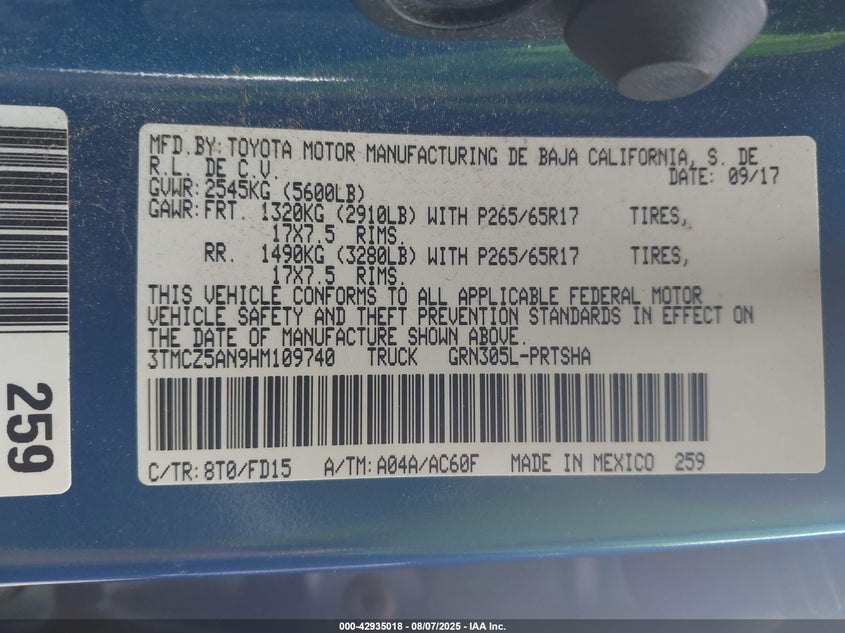 MFD.BY:TOYOTA MOTOR MANUFACTURING DE BAJA CALIFORNIA, S. DE
R.L. DE C.V. DATE: 09/17
GVWR:2545KG (5600LB)
GAWR:FRT. 1320KG (2910LB) WITH P265/65R17 TIRES,
17X7.5 RIMS.
RR. 1490KG (3280LB) WITH P265/65R17 TIRES,
17X7.5 RIMS.
THIS VEHICLE CONFORMS TO ALL APPLICABLE FEDERAL MOTOR
VEHICLE SAFETY AND THEFT PREVENTION STANDARDS IN EFFECT ON
THE DATE OF MANUFACTURE SHOWN ABOVE.
3TMCZ5AN9HM109740 TRUCK GRN305L-PRTSHA
C/TR:8T0/FD15 A/TM:A04A/AC60F MADE IN MEXICO 259
259
000-42935018 - 08/07/2025 - IAA Inc.